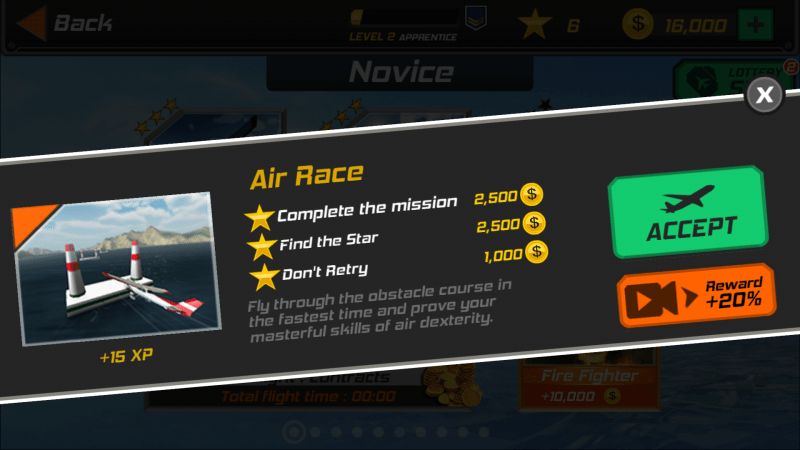 Back
LEVEL 2 APPRENTICE
6
16,000
Novice
LOTTERY
2
X
Air Race
Complete the mission 2,500
Find the Star 2,500
Don't Retry 1,000
Fly through the obstacle course in
the fastest time and prove your
masterful skills of air dexterity.
+15 XP
ACCEPT
Reward
+20%
contracts
Total flight time : 00:00
Fire Fighter
+10,000